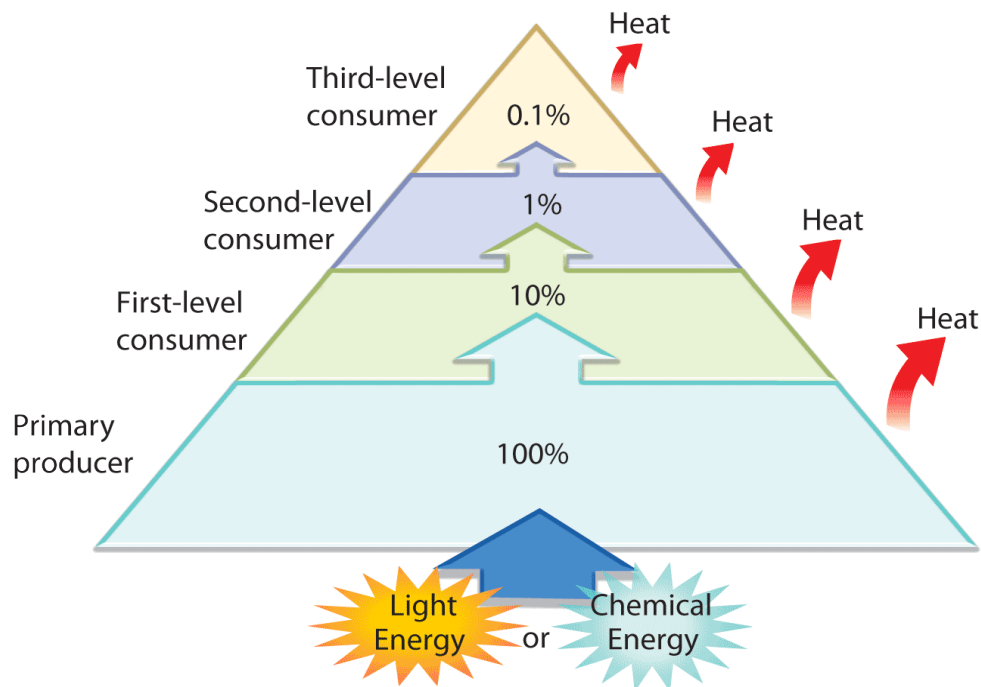 Heat
Third-level
consumer
0.1%
Heat
Second-level
consumer
1%
Heat
First-level
consumer
10%
Heat
Primary
producer
100%
Light
Energy
or
Chemical
Energy